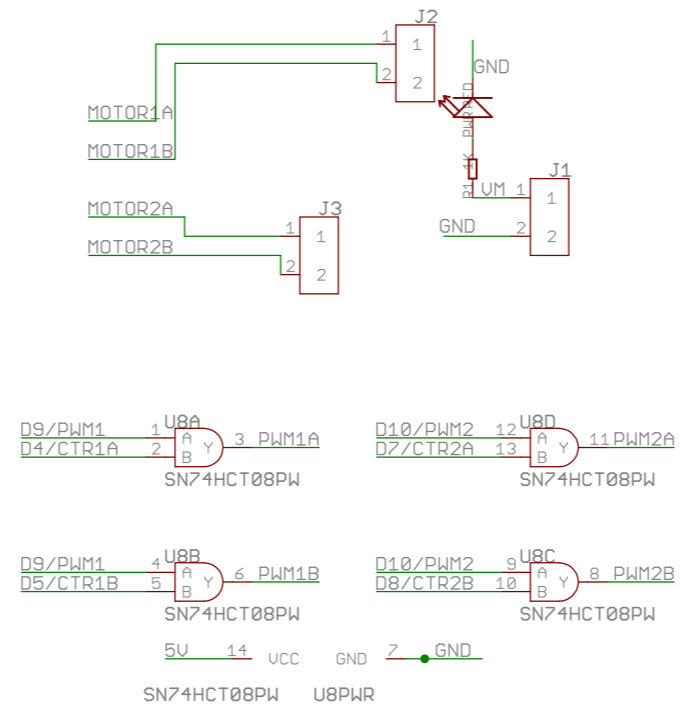 J2
1 1
2 2
GND
PWR RED
MOTOR1A
MOTOR1B
R1 1K
J1
VM 1 1
GND 2 2
MOTOR2A
MOTOR2B
J3
1 1
2 2
U8A
D9/PWM1 1 A Y 3 PWM1A
D4/CTR1A 2 B
SN74HCT08PW
U8D
D10/PWM2 12 A Y 11 PWM2A
D7/CTR2A 13 B
SN74HCT08PW
U8B
D9/PWM1 4 A Y 6 PWM1B
D5/CTR1B 5 B
SN74HCT08PW
U8C
D10/PWM2 9 A Y 8 PWM2B
D8/CTR2B 10 B
SN74HCT08PW
5V 14 VCC GND 7 GND
SN74HCT08PW U8PWR